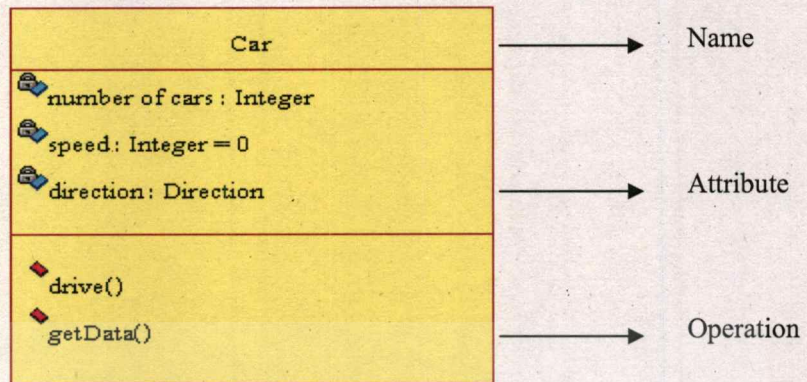 Car
Name
number of cars : Integer
speed : Integer = 0
direction : Direction
Attribute
drive()
getData()
Operation